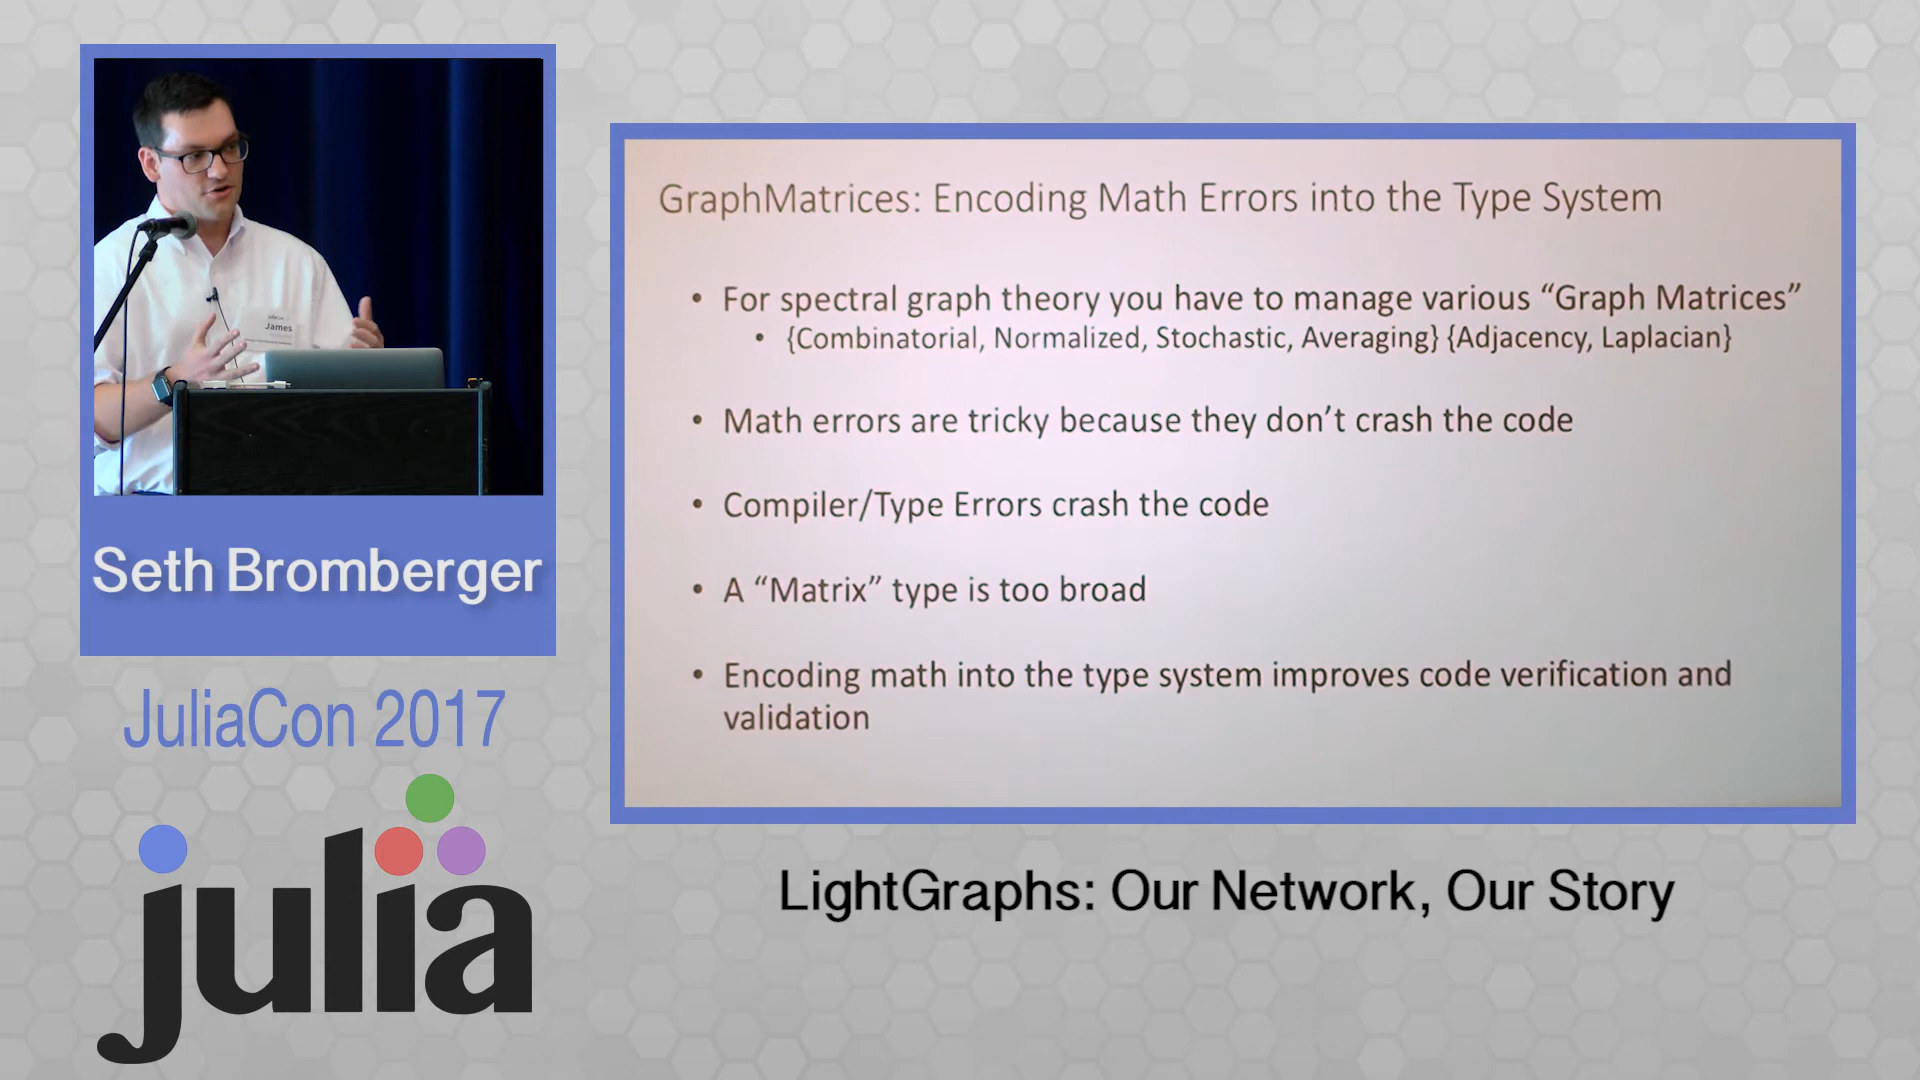 James
Seth Bromberger
JuliaCon 2017
julia
GraphMatrices: Encoding Math Errors into the Type System
• For spectral graph theory you have to manage various “Graph Matrices”
• {Combinatorial, Normalized, Stochastic, Averaging} {Adjacency, Laplacian}
• Math errors are tricky because they don’t crash the code
• Compiler/Type Errors crash the code
• A “Matrix” type is too broad
• Encoding math into the type system improves code verification and
validation
LightGraphs: Our Network, Our Story